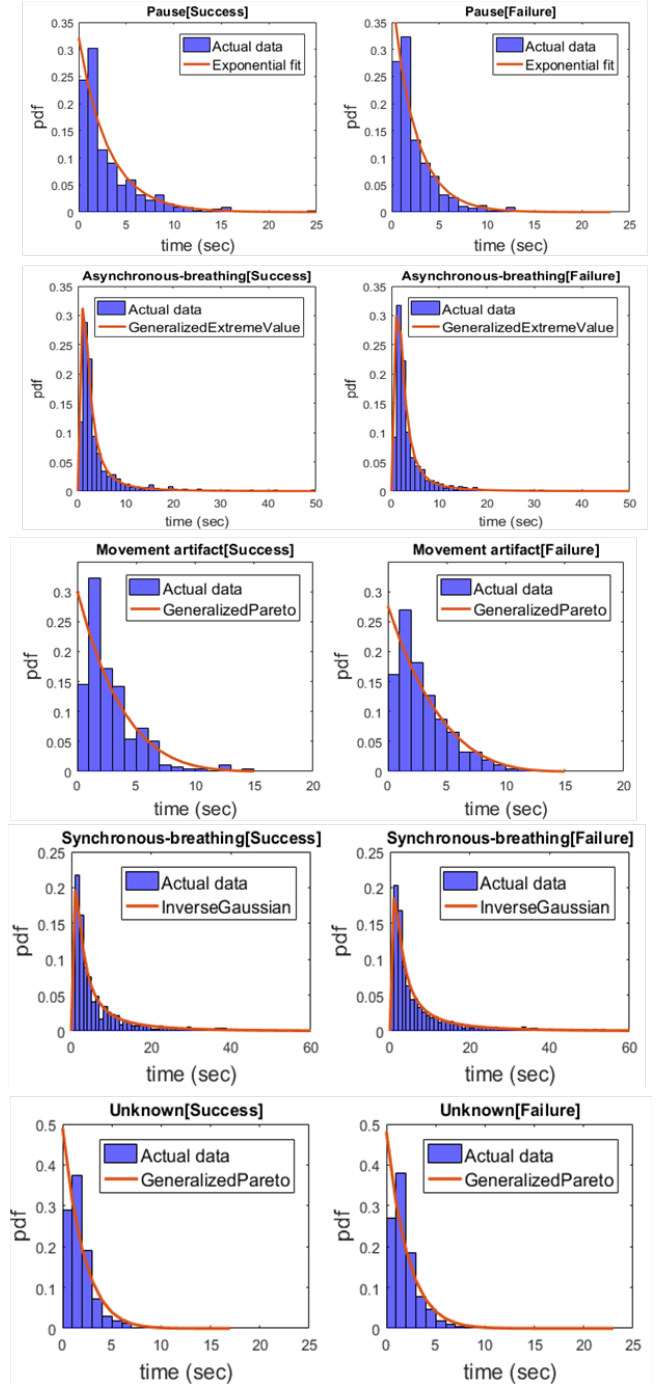 Pause[Success] Pause[Failure]
0.35 0.35
Actual data Actual data
0.3 0.3
Exponential fit Exponential fit
0.25 0.25
0.2 0.2
pdf pdf
0.15 0.15
0.1 0.1
0.05 0.05
0 0
0 5 10 15 20 25 0 5 10 15 20 25
time (sec) time (sec)
Asynchronous-breathing[Success] Asynchronous-breathing[Failure]
0.35 0.35
Actual data Actual data
0.3 0.3
GeneralizedExtremeValue GeneralizedExtremeValue
0.25 0.25
0.2 0.2
pdf pdf
0.15 0.15
0.1 0.1
0.05 0.05
0 0
0 10 20 30 40 50 0 10 20 30 40 50
time (sec) time (sec)
Movement artifact[Success] Movement artifact[Failure]
Actual data Actual data
0.3 0.3
GeneralizedPareto GeneralizedPareto
0.25 0.25
0.2 0.2
pdf pdf
0.15 0.15
0.1 0.1
0.05 0.05
0 0
0 5 10 15 20 0 5 10 15 20
time (sec) time (sec)
Synchronous-breathing[Success] Synchronous-breathing[Failure]
0.25 0.25
Actual data Actual data
0.2 0.2
InverseGaussian InverseGaussian
0.15 0.15
pdf pdf
0.1 0.1
0.05 0.05
0 0
0 20 40 60 0 20 40 60
time (sec) time (sec)
Unknown[Success] Unknown[Failure]
0.5 0.5
Actual data Actual data
0.4 0.4
GeneralizedPareto GeneralizedPareto
0.3 0.3
pdf pdf
0.2 0.2
0.1 0.1
0 0
0 5 10 15 20 25 0 5 10 15 20 25
time (sec) time (sec)